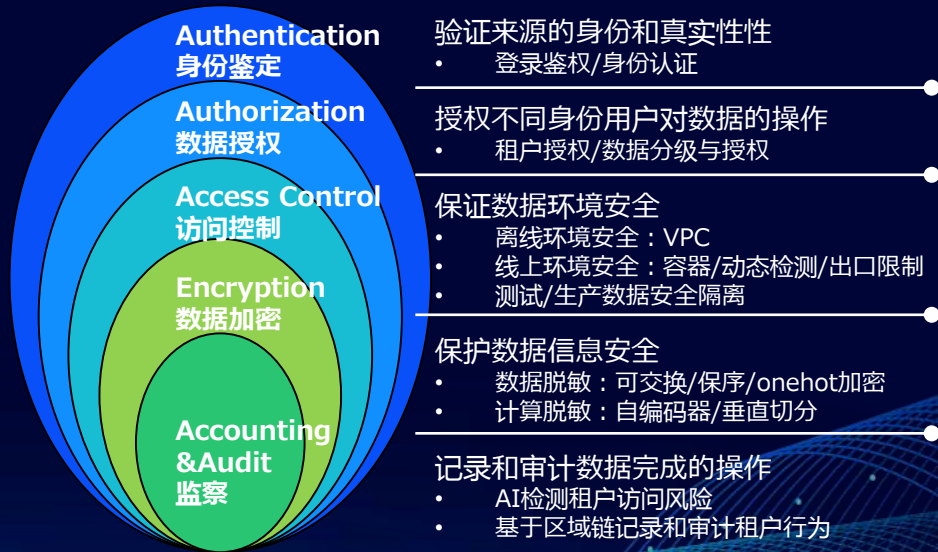 Authentication
身份鉴定
验证来源的身份和真实性性
• 登录鉴权/身份认证
Authorization
数据授权
授权不同身份用户对数据的操作
• 租户授权/数据分级与授权
Access Control
访问控制
保证数据环境安全
• 离线环境安全：VPC
• 线上环境安全：容器/动态检测/出口限制
• 测试/生产数据安全隔离
Encryption
数据加密
保护数据信息安全
• 数据脱敏：可交换/保序/onehot加密
• 计算脱敏：自编码器/垂直切分
Accounting
&Audit
监察
记录和审计数据完成的操作
• AI检测租户访问风险
• 基于区域链记录和审计租户行为